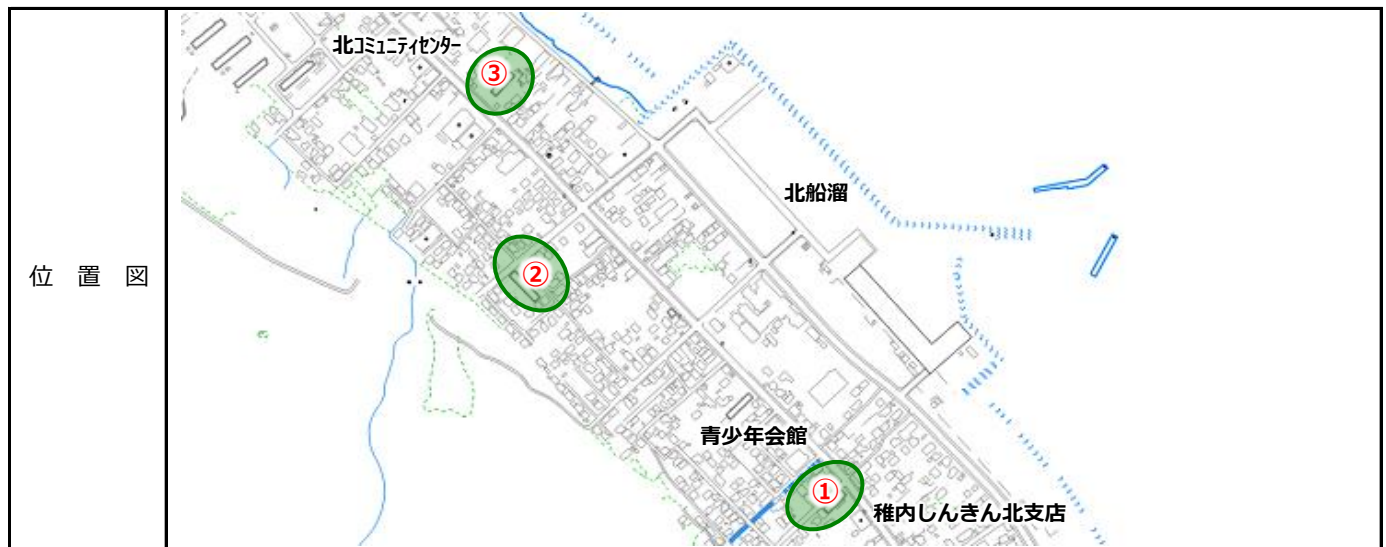 位置図
北コミュニティセンター
③
北船溜
②
青少年会館
①
稚内しんきん北支店